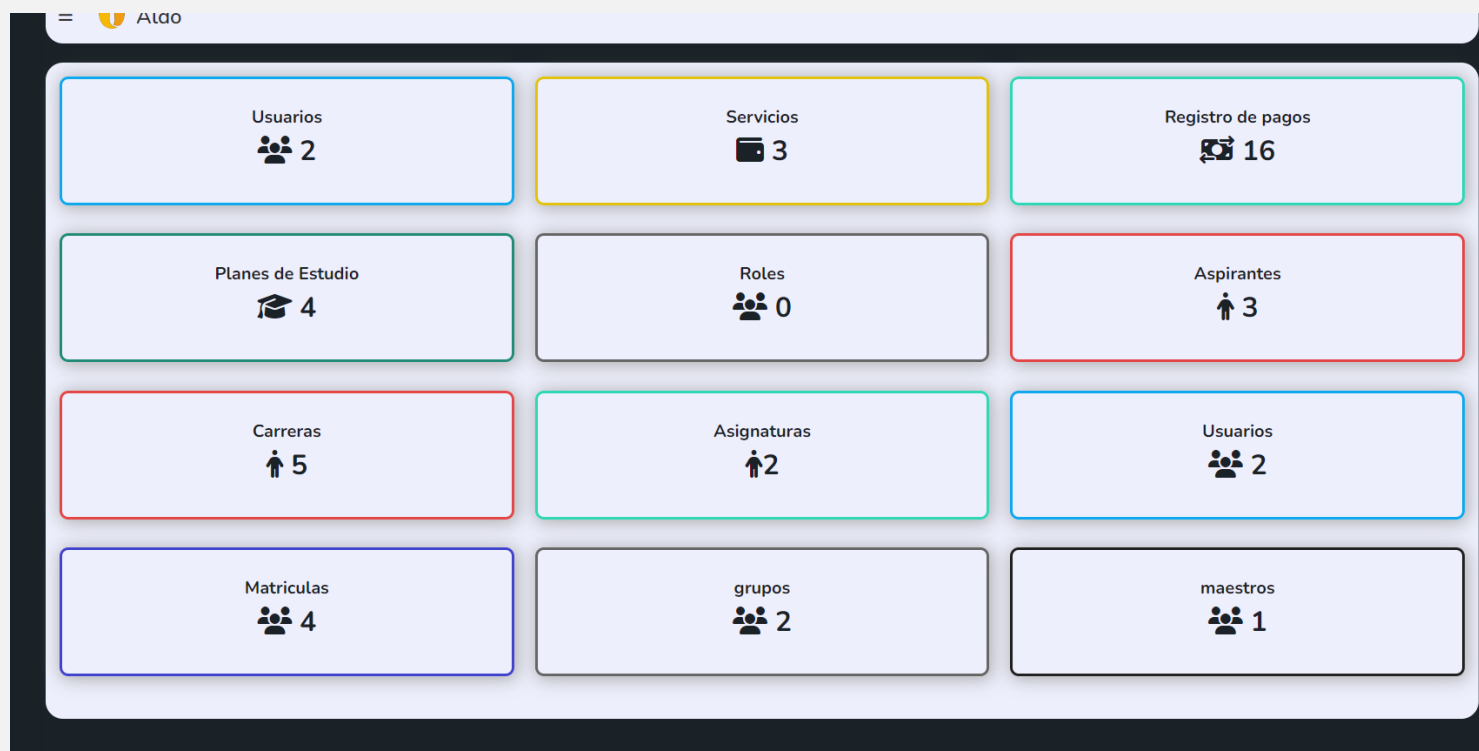 Aldo
Usuarios
2
Servicios
3
Registro de pagos
16
Planes de Estudio
4
Roles
0
Aspirantes
3
Carreras
5
Asignaturas
2
Usuarios
2
Matriculas
4
grupos
2
maestros
1